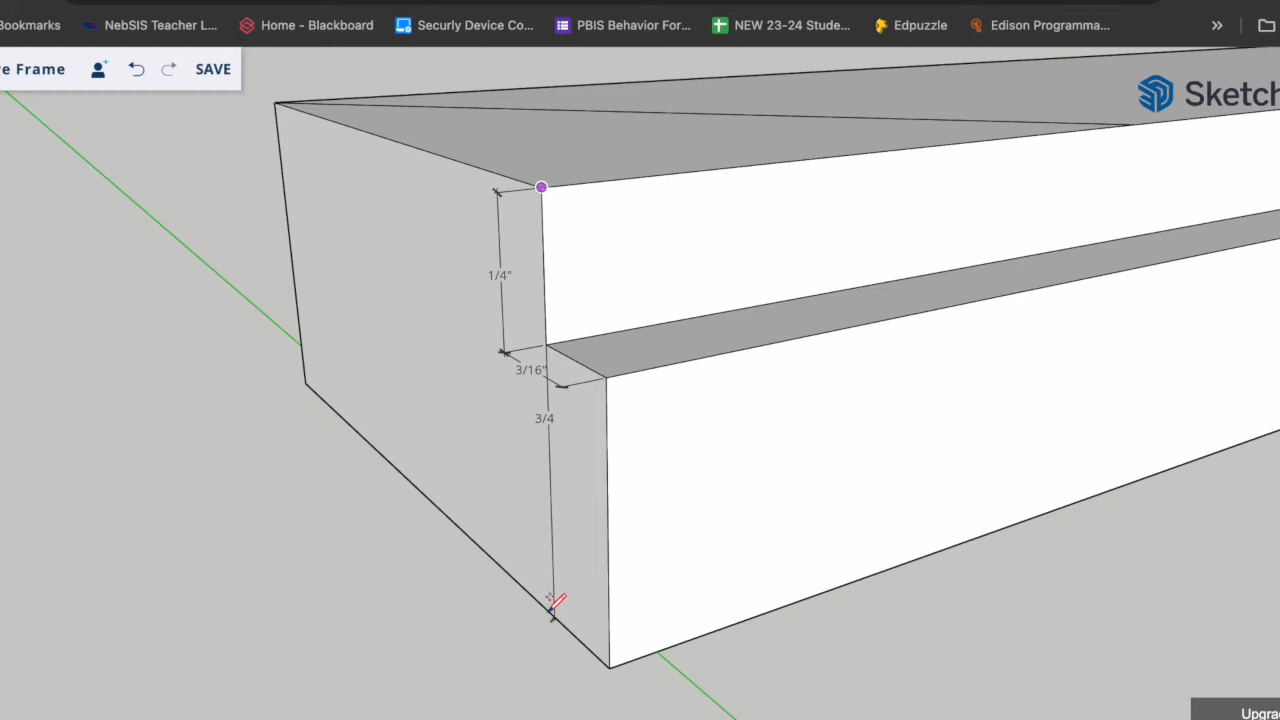 Bookmarks NebSIS Teacher L... Home - Blackboard Securly Device Co... PBIS Behavior For... NEW 23-24 Stude... Edpuzzle Edison Programma... »
e Frame SAVE
Sketch
1/4"
3/16"
3/4
Upgra